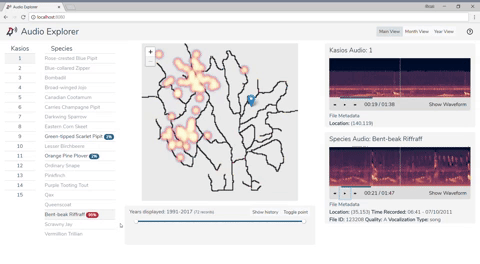 Audio Explorer
localhost:8080
Audio Explorer
Main View Month View Year View
Kasios Species
1 Rose-crested Blue Pipit
2 Blue-collared Zipper
3 Bombadil
4 Broad-winged Jojo
5 Canadian Cootamum
6 Carries Champagne Pipit
7 Darkwing Sparrow
8 Eastern Corn Skeet
9 Green-tipped Scarlet Pipit
10 Lesser Birchbeere
11 Orange Pine Plover
12 Ordinary Snape
13 Pinkfinch
14 Purple Tooting Tout
15 Qax
Queenscoat
Bent-beak Riffraff
Scrawny Jay
Vermillion Trillian
+
-
Years displayed: 1991-2017
Show history Toggle point
Kasios Audio: 1
00:19 / 01:38 Show Waveform
File Metadata
Location: (140,119)
Species Audio: Bent-beak Riffraff
00:21 / 01:47 Show Waveform
File Metadata
Location: (35,153) Time Recorded: 06:41 - 07/10/2011
File ID: 123208 Quality: A Vocalization Type: song